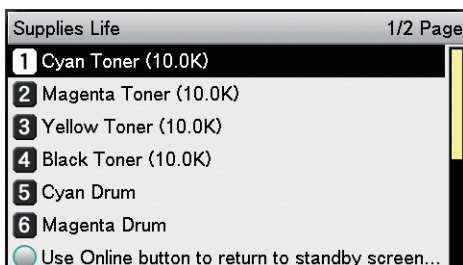 Supplies Life 1/2 Page
1 Cyan Toner (10.0K)
2 Magenta Toner (10.0K)
3 Yellow Toner (10.0K)
4 Black Toner (10.0K)
5 Cyan Drum
6 Magenta Drum
Use Online button to return to standby screen...